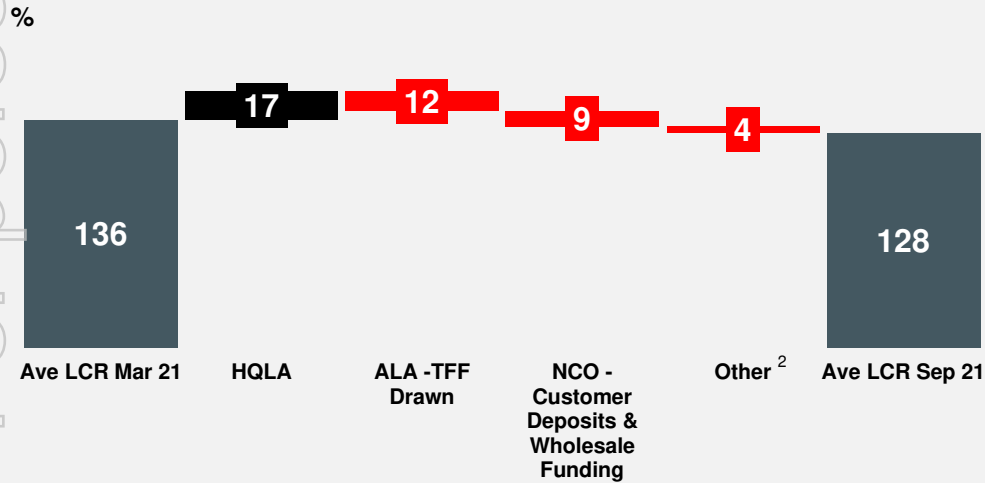 %
17
12
9
4
136
128
Ave LCR Mar 21
HQLA
ALA -TFF
Drawn
NCO -
Customer
Deposits &
Wholesale
Funding
Other 2
Ave LCR Sep 21